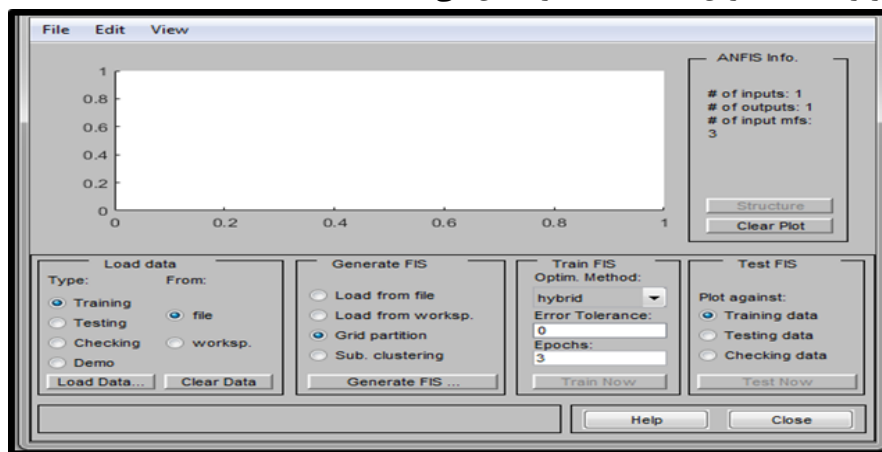 File Edit View
ANFIS Info.
# of inputs: 1
# of outputs: 1
# of input mfs:
3
Structure
Clear Plot
1
0.8
0.6
0.4
0.2
0
0 0.2 0.4 0.6 0.8 1
Load data
Type: From:
Training
Testing
Checking
Demo
file
worksp.
Load Data... Clear Data
Generate FIS
Load from file
Load from worksp.
Grid partition
Sub. clustering
Generate FIS ...
Train FIS
Optim. Method:
hybrid
Error Tolerance:
0
Epochs:
3
Train Now
Test FIS
Plot against:
Training data
Testing data
Checking data
Test Now
Help Close